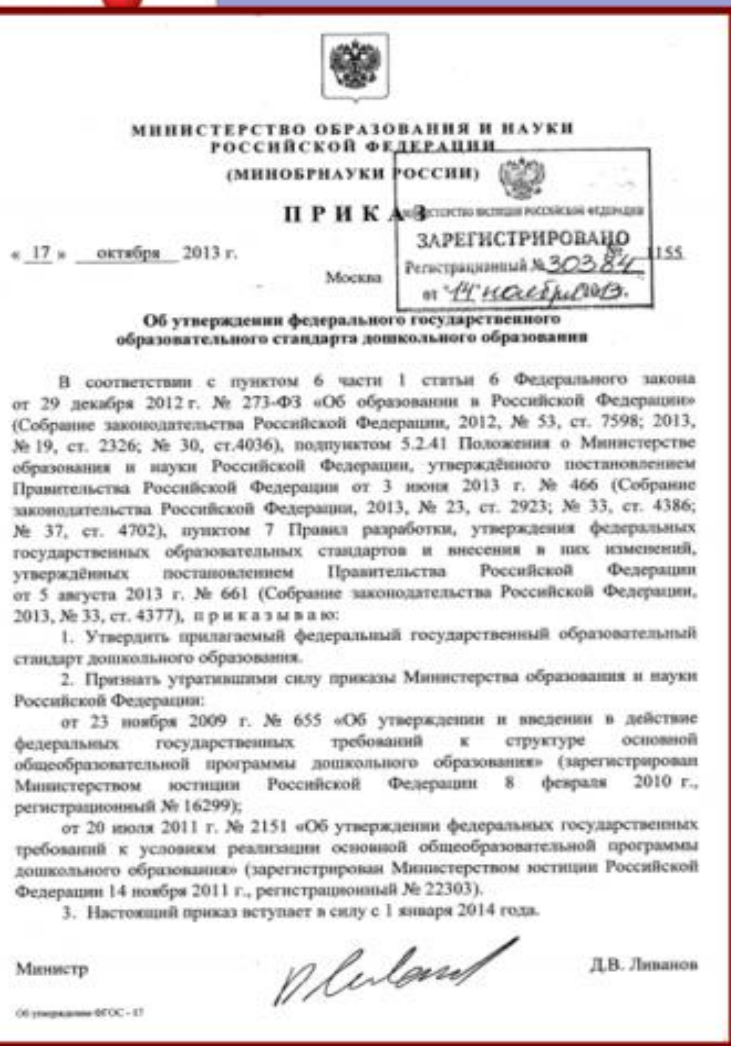 МИНИСТЕРСТВО ОБРАЗОВАНИЯ И НАУКИ
РОССИЙСКОЙ ФЕДЕРАЦИИ
(МИНОБРНАУКИ РОССИИ)
ПРИКАЗ
МИНИСТЕРСТВО ЮСТИЦИИ РОССИЙСКОЙ ФЕДЕРАЦИИ
ЗАРЕГИСТРИРОВАНО
Регистрационный № 30384
от "14" ноября 2013.
« 17 » октября 2013 г.
№ 1155
Москва
Об утверждении федерального государственного
образовательного стандарта дошкольного образования
В соответствии с пунктом 6 части 1 статьи 6 Федерального закона
от 29 декабря 2012 г. № 273-ФЗ «Об образовании в Российской Федерации»
(Собрание законодательства Российской Федерации, 2012, № 53, ст. 7598; 2013,
№ 19, ст. 2326; № 30, ст.4036), подпунктом 5.2.41 Положения о Министерстве
образования и науки Российской Федерации, утверждённого постановлением
Правительства Российской Федерации от 3 июня 2013 г. № 466 (Собрание
законодательства Российской Федерации, 2013, № 23, ст. 2923; № 33, ст. 4386;
№ 37, ст. 4702), пунктом 7 Правил разработки, утверждения федеральных
государственных образовательных стандартов и внесения в них изменений,
утверждённых постановлением Правительства Российской Федерации
от 5 августа 2013 г. № 661 (Собрание законодательства Российской Федерации,
2013, № 33, ст. 4377), п р и к а з ы в а ю:
1. Утвердить прилагаемый федеральный государственный образовательный
стандарт дошкольного образования.
2. Признать утратившими силу приказы Министерства образования и науки
Российской Федерации:
от 23 ноября 2009 г. № 655 «Об утверждении и введении в действие
федеральных государственных требований к структуре основной
общеобразовательной программы дошкольного образования» (зарегистрирован
Министерством юстиции Российской Федерации 8 февраля 2010 г.,
регистрационный № 16299);
от 20 июля 2011 г. № 2151 «Об утверждении федеральных государственных
требований к условиям реализации основной общеобразовательной программы
дошкольного образования» (зарегистрирован Министерством юстиции Российской
Федерации 14 ноября 2011 г., регистрационный № 22303).
3. Настоящий приказ вступает в силу с 1 января 2014 года.
Министр
Д.В. Ливанов
Об утверждении ФГОС - 17